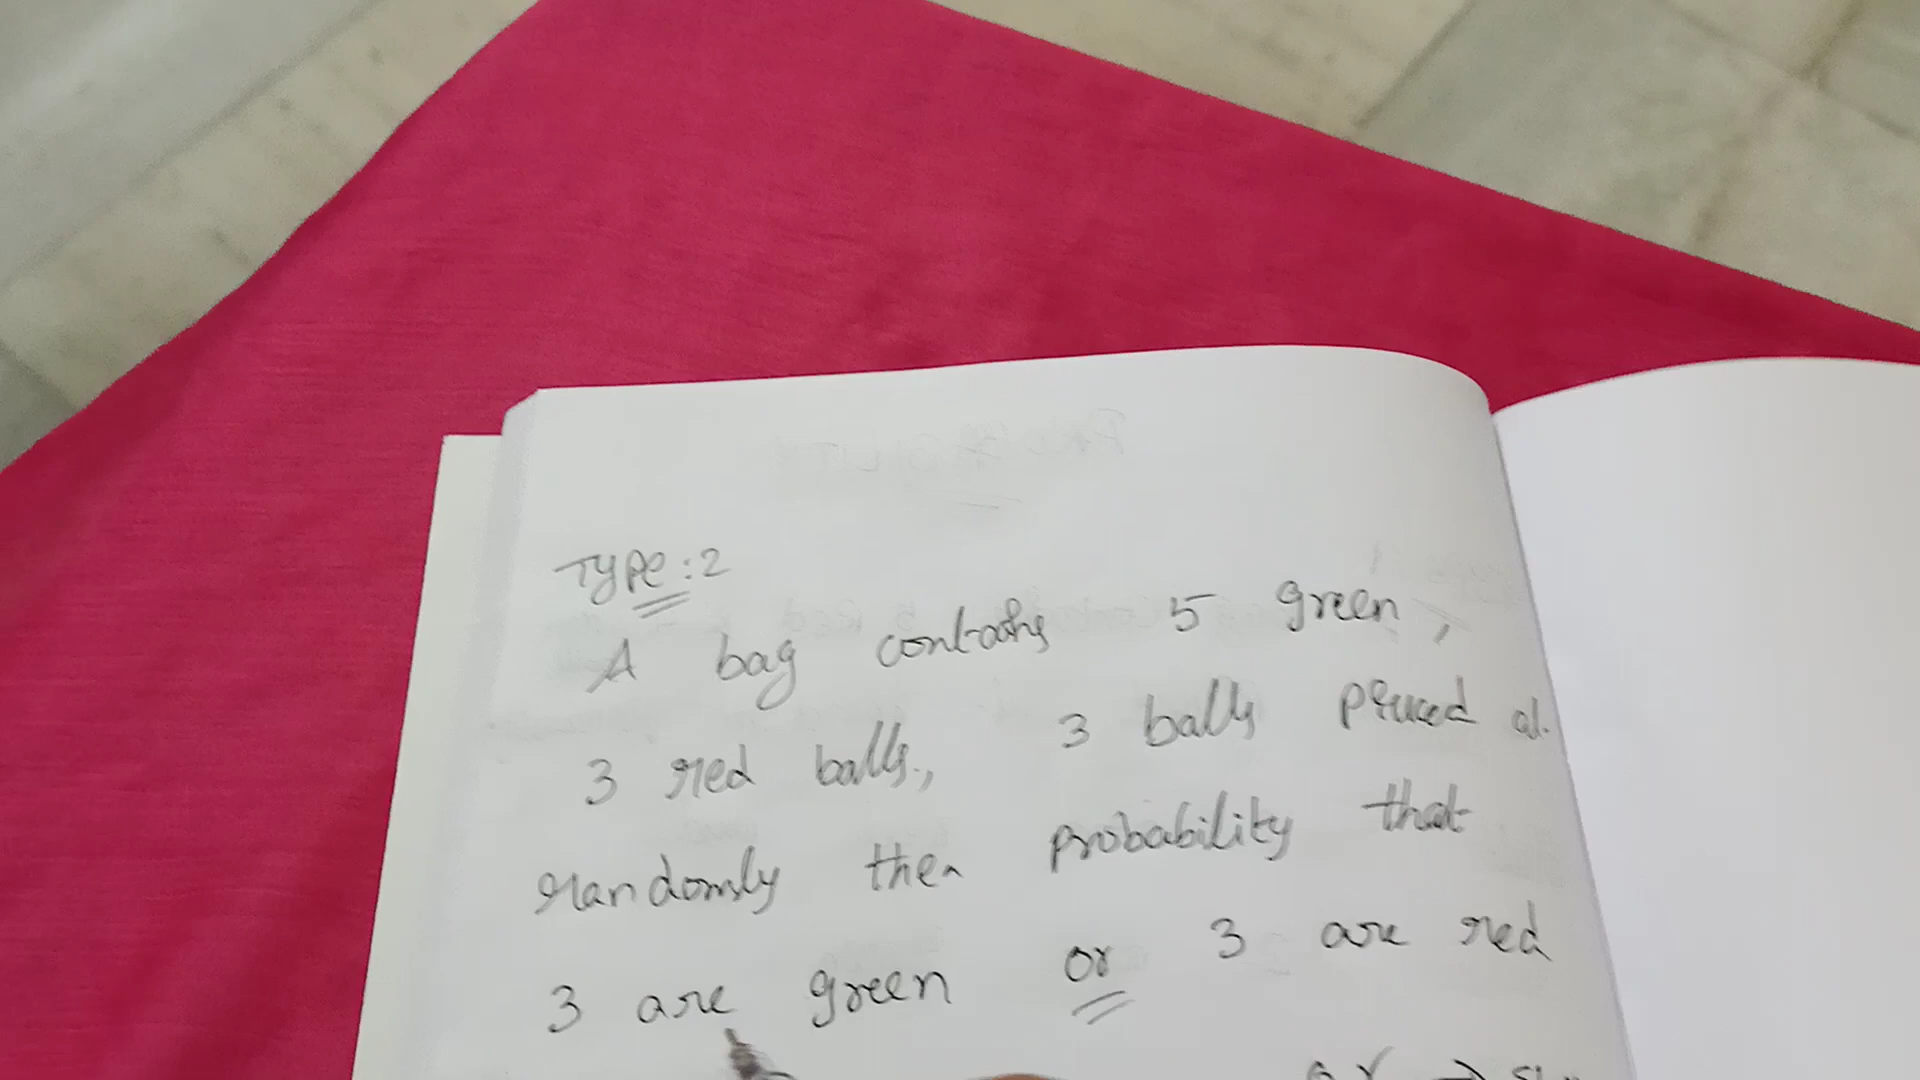 Type:2
A bag contains 5 green,
3 red balls, 3 balls picked at
randomly then probability that
3 are green or 3 are red
or →